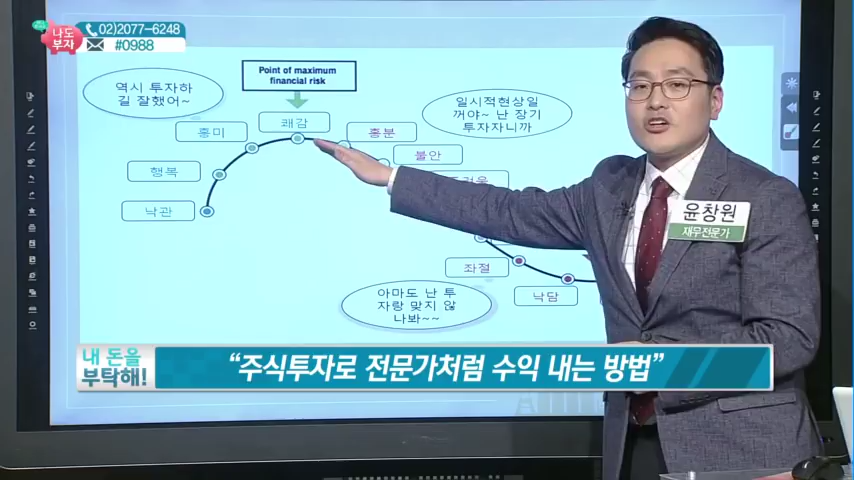 나도
부자
02)2077-6248
#0988
Point of maximum
financial risk
역시 투자하
길 잘했어~
일시적현상일
꺼야~ 난 장기
투자자니까
쾌감
흥미
흥분
불안
행복
낙관
좌절
낙담
아마도 난 투
자랑 맞지 않
나봐~~
윤창원
재무전문가
내 돈을
부탁해!
“주식투자로 전문가처럼 수익 내는 방법”